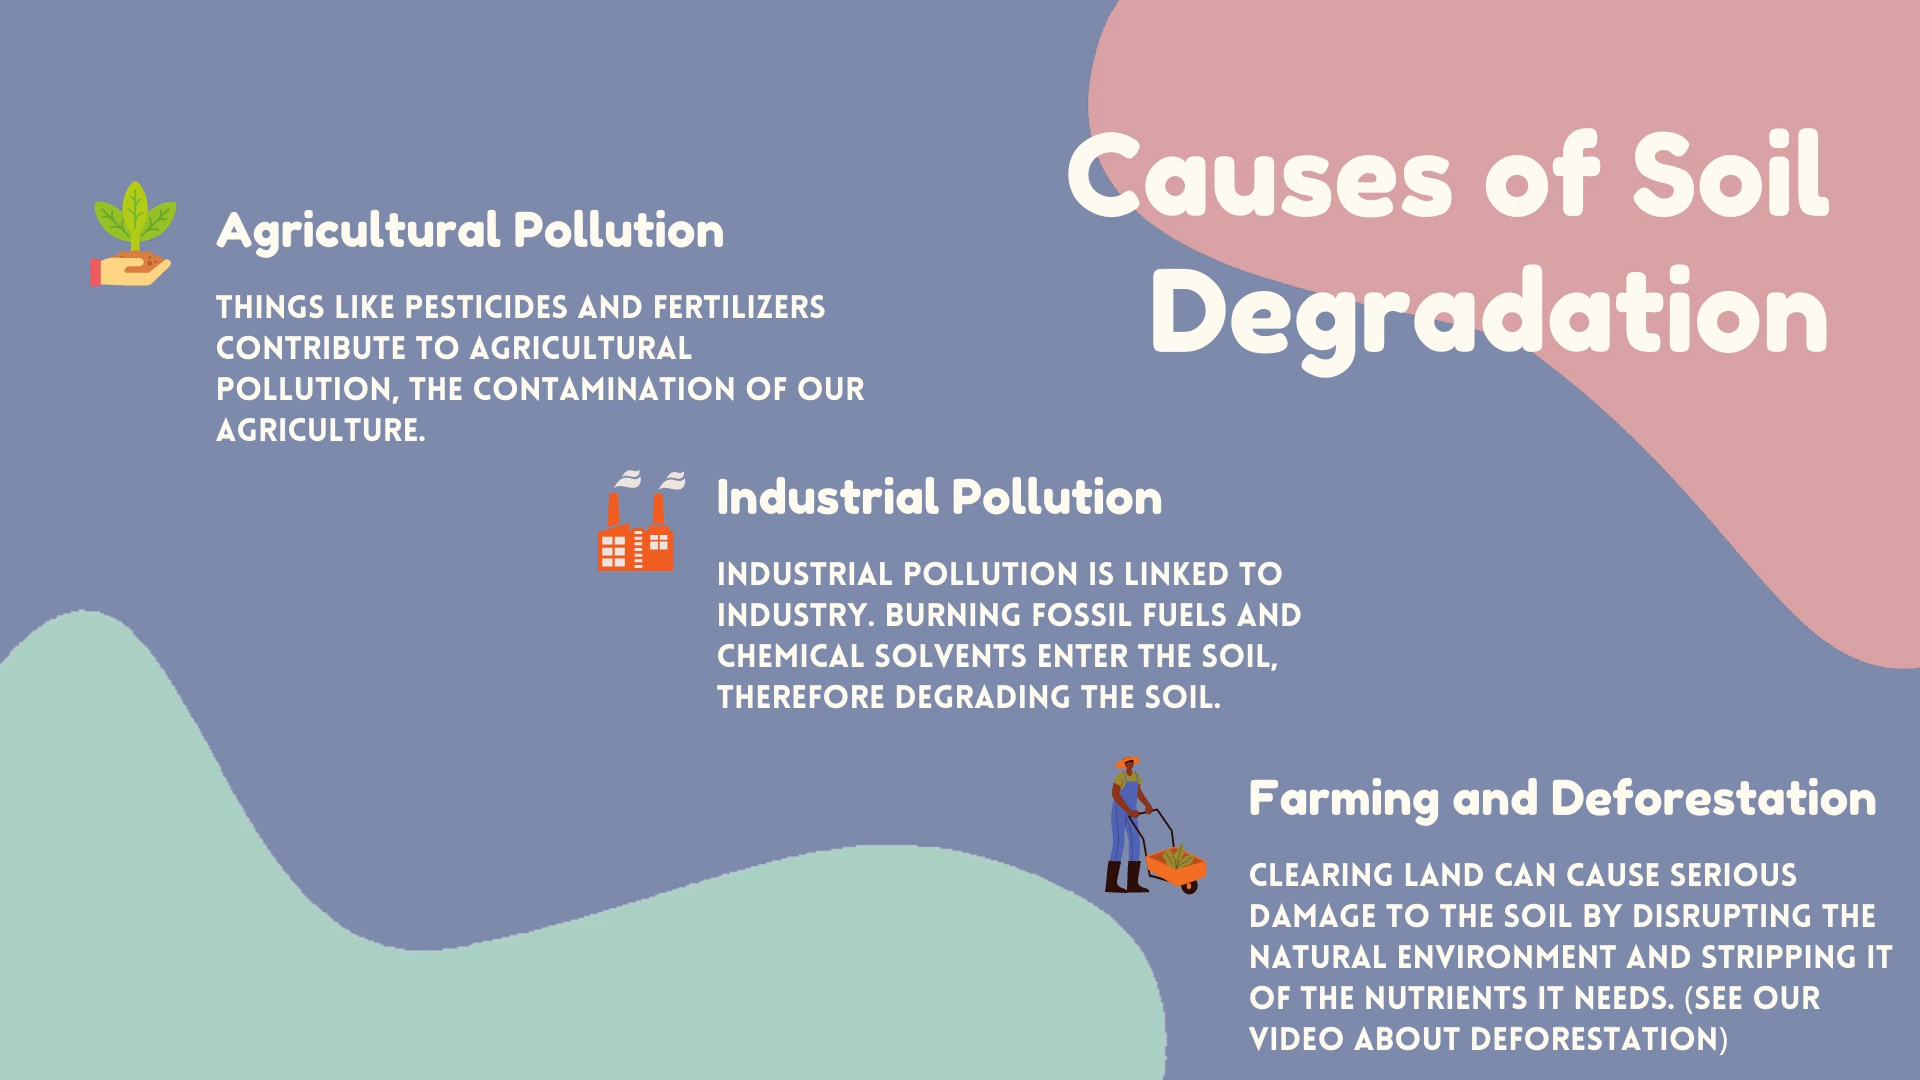 Causes of Soil
Degradation
Agricultural Pollution
THINGS LIKE PESTICIDES AND FERTILIZERS
CONTRIBUTE TO AGRICULTURAL
POLLUTION, THE CONTAMINATION OF OUR
AGRICULTURE.
Industrial Pollution
INDUSTRIAL POLLUTION IS LINKED TO
INDUSTRY. BURNING FOSSIL FUELS AND
CHEMICAL SOLVENTS ENTER THE SOIL,
THEREFORE DEGRADING THE SOIL.
Farming and Deforestation
CLEARING LAND CAN CAUSE SERIOUS
DAMAGE TO THE SOIL BY DISRUPTING THE
NATURAL ENVIRONMENT AND STRIPPING IT
OF THE NUTRIENTS IT NEEDS. (SEE OUR
VIDEO ABOUT DEFORESTATION)